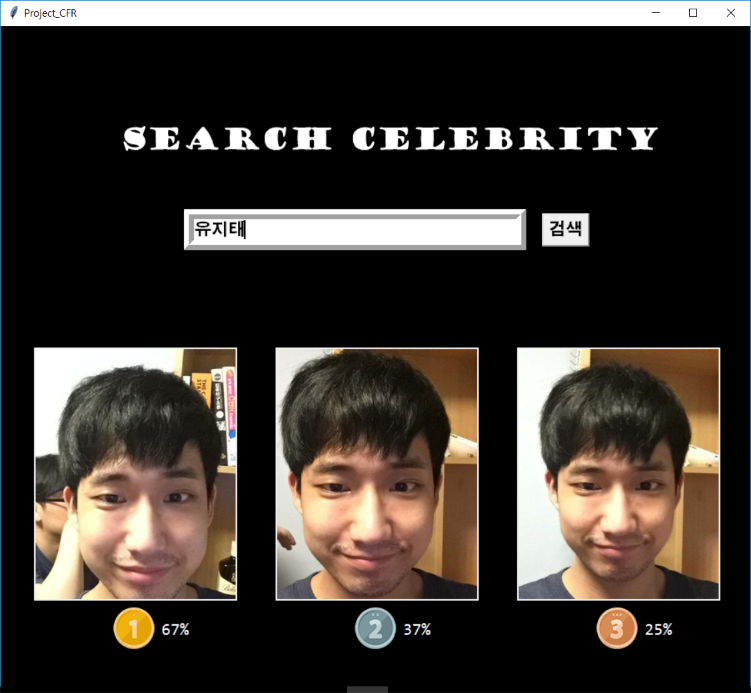 Project_CFR
SEARCH CELEBRITY
유지태
검색
1
67%
2
37%
3
25%